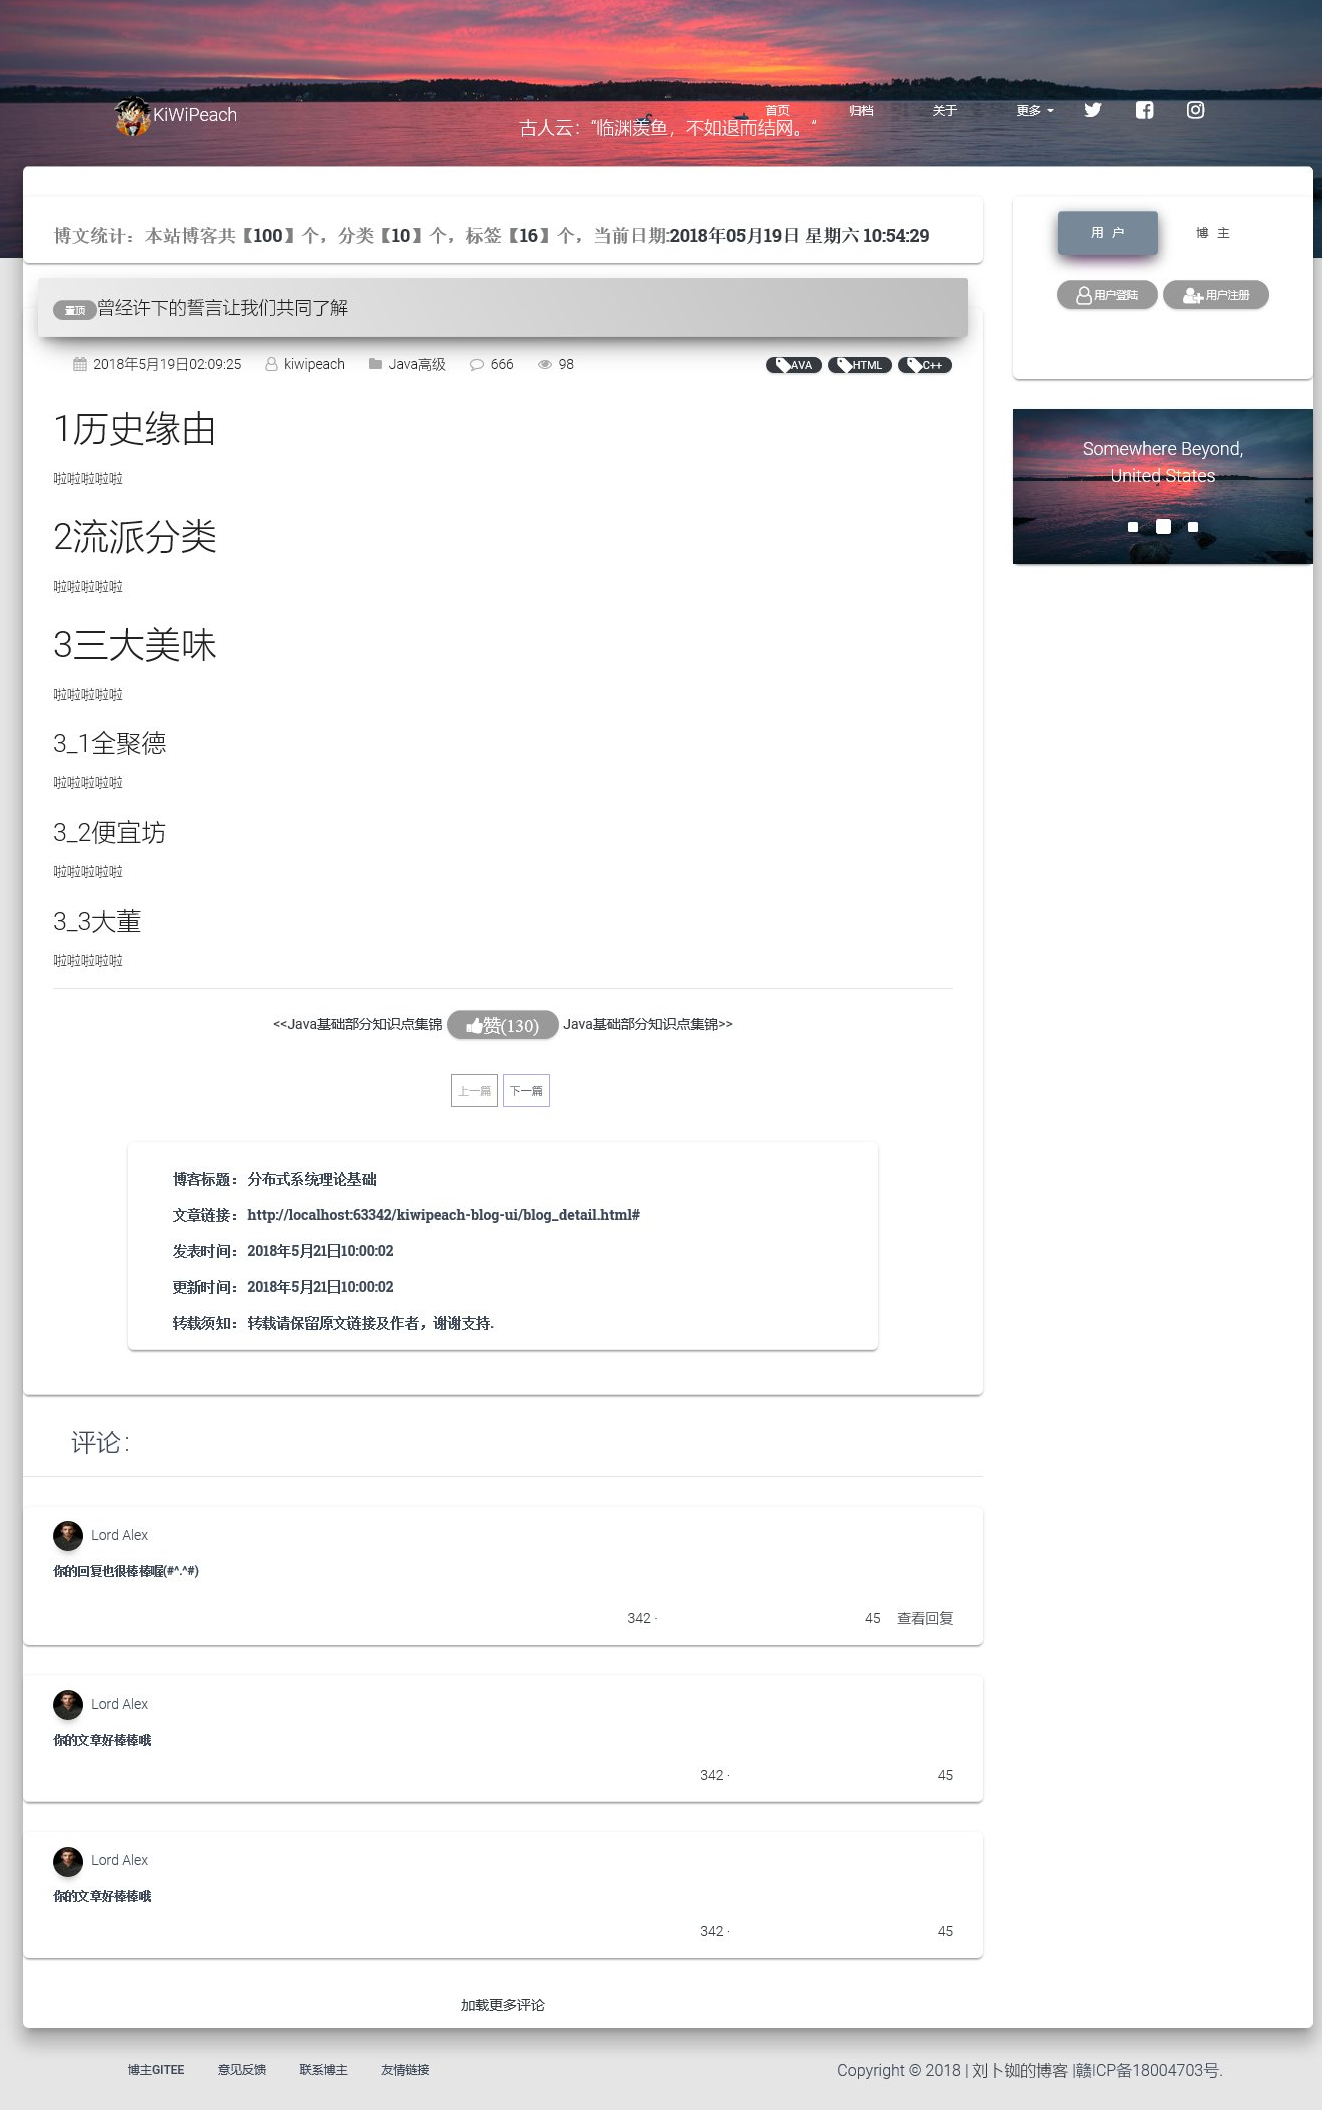 KiWiPeach
首页 归档 关于 更多
古人云：“临渊羡鱼，不如退而结网。“
博文统计：本站博客共【100】个，分类【10】个，标签【16】个，当前日期:2018年05月19日 星期六 10:54:29
用 户 博 主
用户登陆 用户注册
置顶 曾经许下的誓言让我们共同了解
2018年5月19日02:09:25 kiwipeach Java高级 666 98 AVA HTML C++
Somewhere Beyond,
United States
1历史缘由
啦啦啦啦啦
2流派分类
啦啦啦啦啦
3三大美味
啦啦啦啦啦
3_1全聚德
啦啦啦啦啦
3_2便宜坊
啦啦啦啦啦
3_3大董
啦啦啦啦啦
<<Java基础部分知识点集锦 赞(130) Java基础部分知识点集锦>>
上一篇 下一篇
博客标题：分布式系统理论基础
文章链接：http://localhost:63342/kiwipeach-blog-ui/blog_detail.html#
发表时间：2018年5月21日10:00:02
更新时间：2018年5月21日10:00:02
转载须知：转载请保留原文链接及作者，谢谢支持.
评论:
Lord Alex
你的回复也很棒棒喔(#^.^#)
342 · 45 查看回复
Lord Alex
你的文章好棒棒哦
342 · 45
Lord Alex
你的文章好棒棒哦
342 · 45
加载更多评论
博主GITEE 意见反馈 联系博主 友情链接
Copyright © 2018 | 刘卜铷的博客 |赣ICP备18004703号.